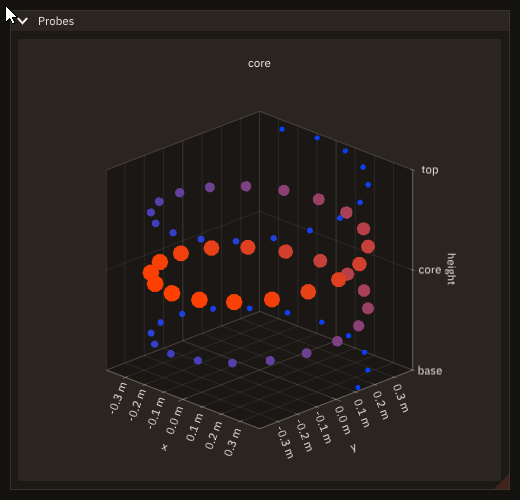 Probes
core
top
core
height
base
-0.3 m
-0.2 m
-0.1 m
0.0 m
0.1 m
0.2 m
0.3 m
x
-0.3 m
-0.2 m
-0.1 m
0.0 m
0.1 m
0.2 m
0.3 m
y